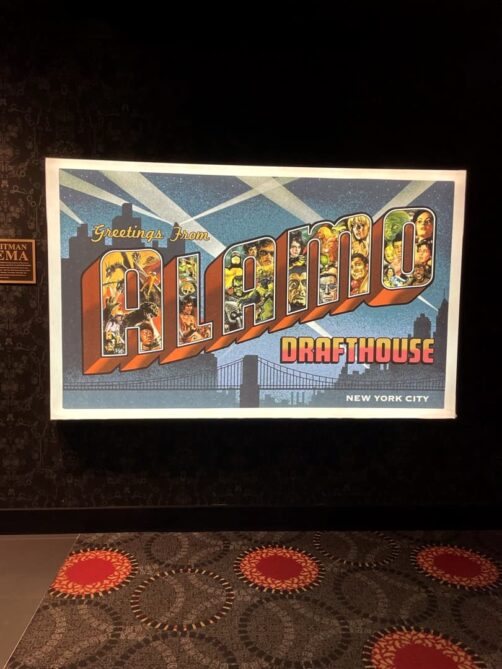 Greetings From
ALAMO
DRAFTHOUSE
NEW YORK CITY